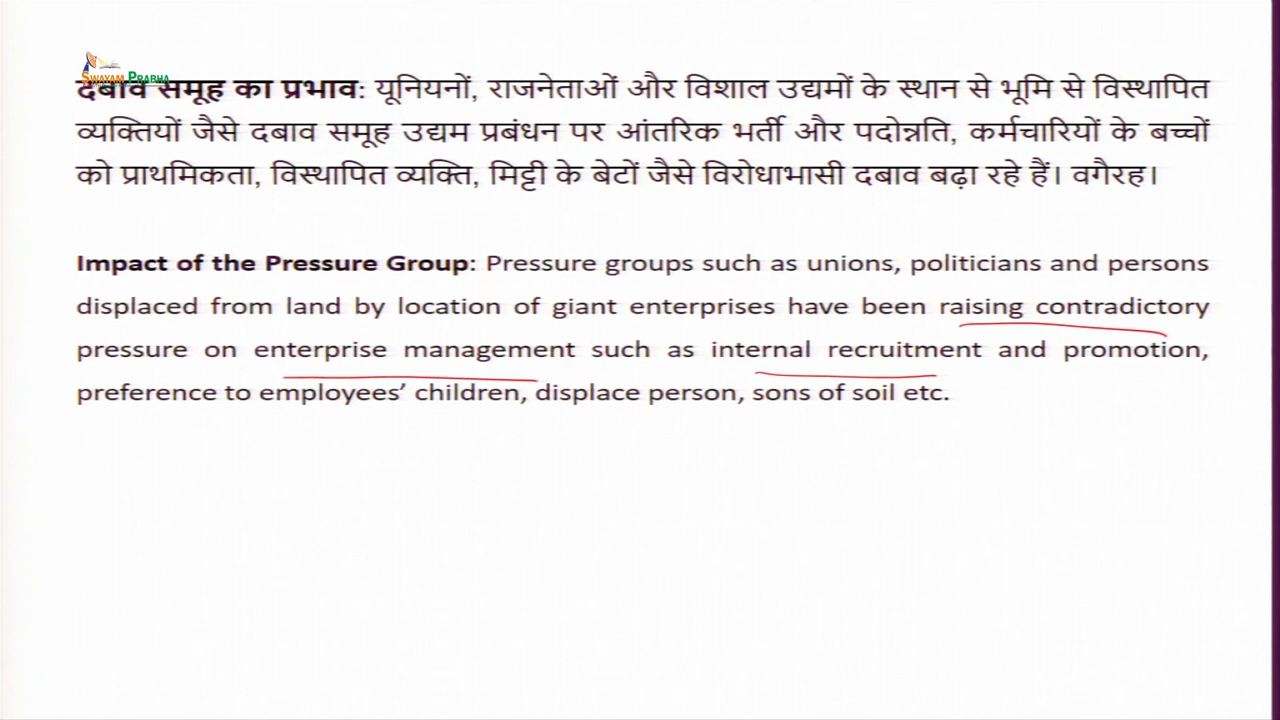 SWAYAM PRABHA
दबाव समूह का प्रभाव: यूनियनों, राजनेताओं और विशाल उद्यमों के स्थान से भूमि से विस्थापित
व्यक्तियों जैसे दबाव समूह उद्यम प्रबंधन पर आंतरिक भर्ती और पदोन्नति, कर्मचारियों के बच्चों
को प्राथमिकता, विस्थापित व्यक्ति, मिट्टी के बेटों जैसे विरोधाभासी दबाव बढ़ा रहे हैं। वगैरह।
Impact of the Pressure Group: Pressure groups such as unions, politicians and persons
displaced from land by location of giant enterprises have been raising contradictory
pressure on enterprise management such as internal recruitment and promotion,
preference to employees’ children, displace person, sons of soil etc.